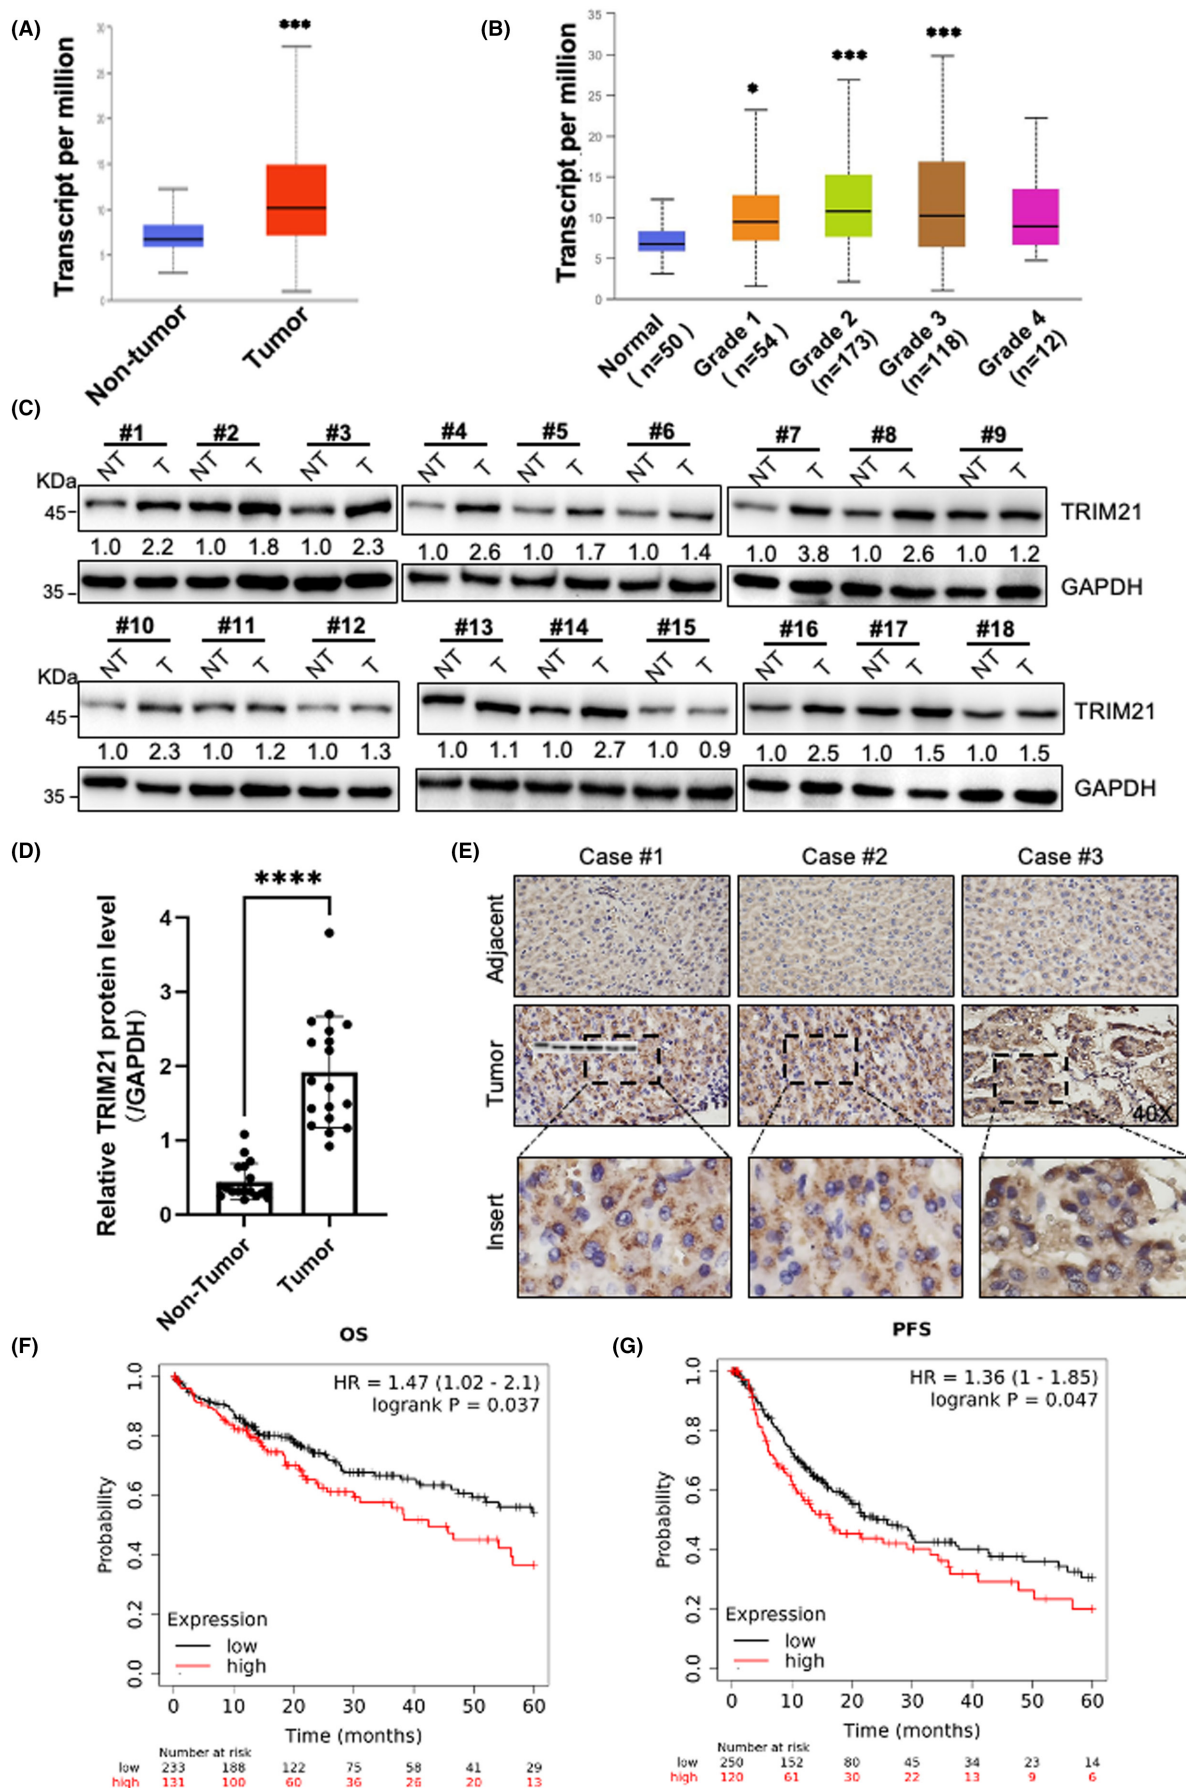 (A)
Transcript per million
30
25
20
15
10
5
0
***
Non-tumor
Tumor
(B)
Transcript per million
35
30
25
20
15
10
5
0
*
***
***
Normal
( n=50 )
Grade 1
( n=54 )
Grade 2
(n=173)
Grade 3
(n=118)
Grade 4
(n=12)
(C)
#1 #2 #3 #4 #5 #6 #7 #8 #9
NT T NT T NT T NT T NT T NT T NT T NT T NT T
KDa
45 TRIM21
1.0 2.2 1.0 1.8 1.0 2.3 1.0 2.6 1.0 1.7 1.0 1.4 1.0 3.8 1.0 2.6 1.0 1.2
35 GAPDH
#10 #11 #12 #13 #14 #15 #16 #17 #18
NT T NT T NT T NT T NT T NT T NT T NT T NT T
KDa
45 TRIM21
1.0 2.3 1.0 1.2 1.0 1.3 1.0 1.1 1.0 2.7 1.0 0.9 1.0 2.5 1.0 1.5 1.0 1.5
35 GAPDH
(D)
Relative TRIM21 protein level
(/GAPDH)
4
3
2
1
0
****
Non-Tumor
Tumor
(E)
Case #1 Case #2 Case #3
Adjacent
Tumor
40X
Insert
(F)
OS
HR = 1.47 (1.02 - 2.1)
logrank P = 0.037
Probability
1.0
0.8
0.6
0.4
0.2
0.0
Expression
low
high
0 10 20 30 40 50 60
Time (months)
Number at risk
low 233 188 122 75 58 41 29
high 131 100 60 36 26 20 13
(G)
PFS
HR = 1.36 (1 - 1.85)
logrank P = 0.047
Probability
1.0
0.8
0.6
0.4
0.2
0.0
Expression
low
high
0 10 20 30 40 50 60
Time (months)
Number at risk
low 250 152 80 45 34 23 14
high 120 61 30 22 13 9 6